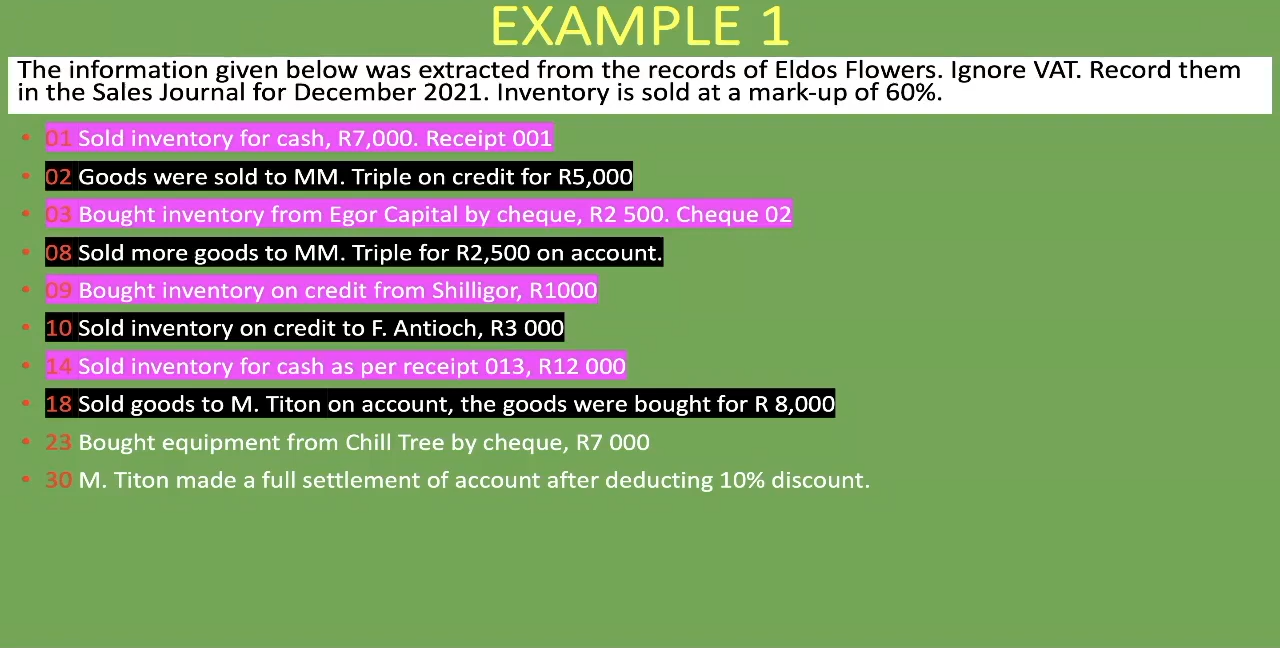 EXAMPLE 1
The information given below was extracted from the records of Eldos Flowers. Ignore VAT. Record them
in the Sales Journal for December 2021. Inventory is sold at a mark-up of 60%.
• 01 Sold inventory for cash, R7,000. Receipt 001
• 02 Goods were sold to MM. Triple on credit for R5,000
• 03 Bought inventory from Egor Capital by cheque, R2 500. Cheque 02
• 08 Sold more goods to MM. Triple for R2,500 on account.
• 09 Bought inventory on credit from Shilligor, R1000
• 10 Sold inventory on credit to F. Antioch, R3 000
• 14 Sold inventory for cash as per receipt 013, R12 000
• 18 Sold goods to M. Titon on account, the goods were bought for R 8,000
• 23 Bought equipment from Chill Tree by cheque, R7 000
• 30 M. Titon made a full settlement of account after deducting 10% discount.